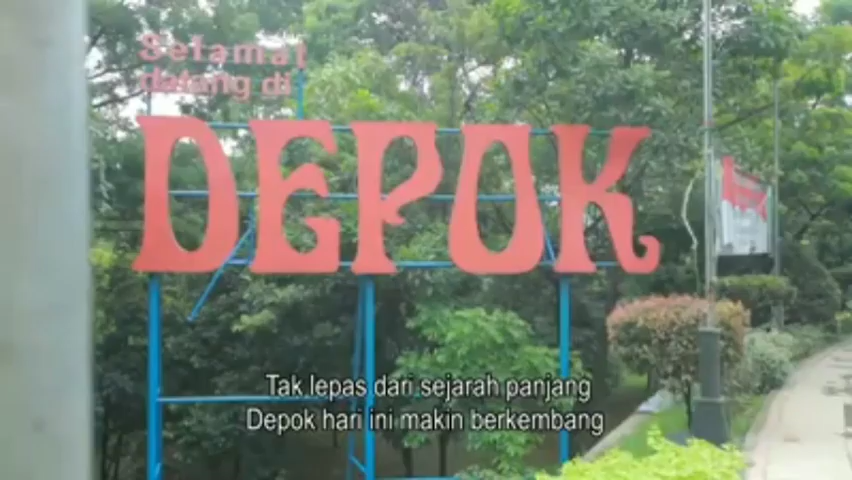 Selamat
datang di
DEPOK
Tak lepas dari sejarah panjang
Depok hari ini makin berkembang